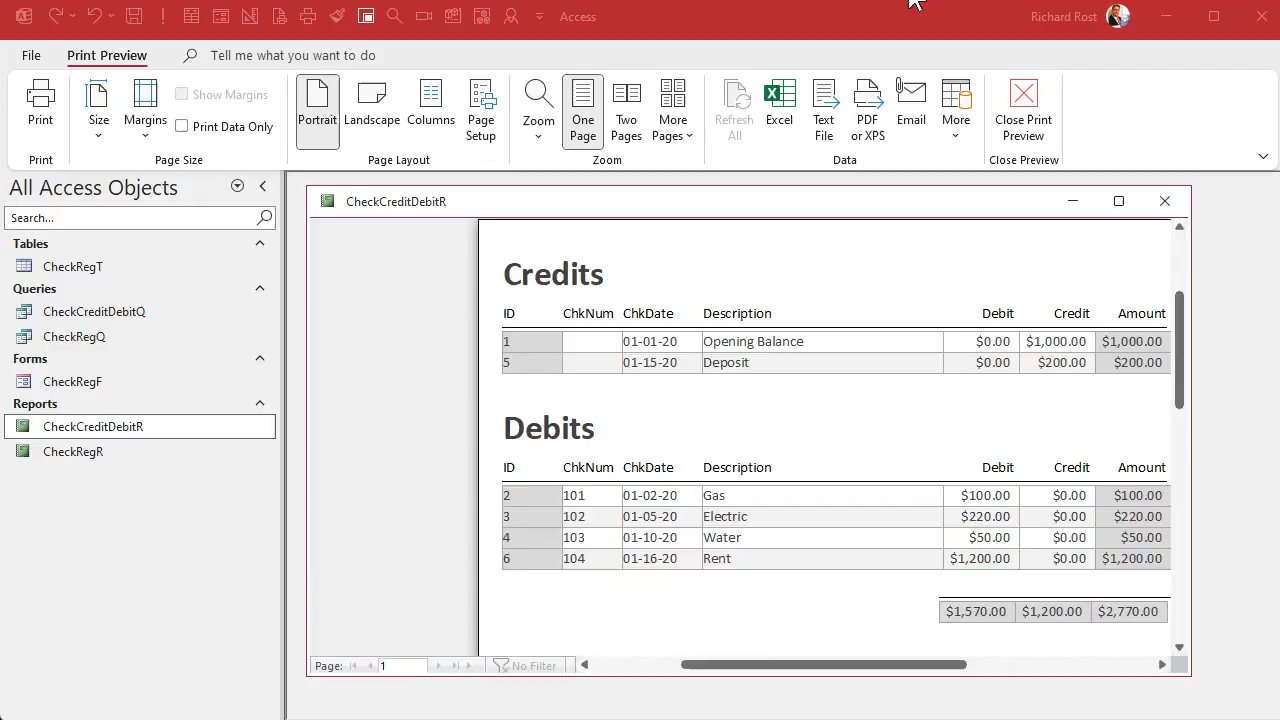 Access
Richard Rost
File
Print Preview
Tell me what you want to do
Print
Size
Margins
Show Margins
Print Data Only
Portrait
Landscape
Columns
Page
Setup
Zoom
One
Page
Two
Pages
More
Pages
Refresh
All
Excel
Text
File
PDF
or XPS
Email
More
Close Print
Preview
Print
Page Size
Page Layout
Zoom
Data
Close Preview
All Access Objects
Search...
Tables
CheckRegT
Queries
CheckCreditDebitQ
CheckRegQ
Forms
CheckRegF
Reports
CheckCreditDebitR
CheckRegR
CheckCreditDebitR
Credits
ID ChkNum ChkDate Description Debit Credit Amount
1 01-01-20 Opening Balance $0.00 $1,000.00 $1,000.00
5 01-15-20 Deposit $0.00 $200.00 $200.00
Debits
ID ChkNum ChkDate Description Debit Credit Amount
2 101 01-02-20 Gas $100.00 $0.00 $100.00
3 102 01-05-20 Electric $220.00 $0.00 $220.00
4 103 01-10-20 Water $50.00 $0.00 $50.00
6 104 01-16-20 Rent $1,200.00 $0.00 $1,200.00
$1,570.00 $1,200.00 $2,770.00
Page: 1 No Filter